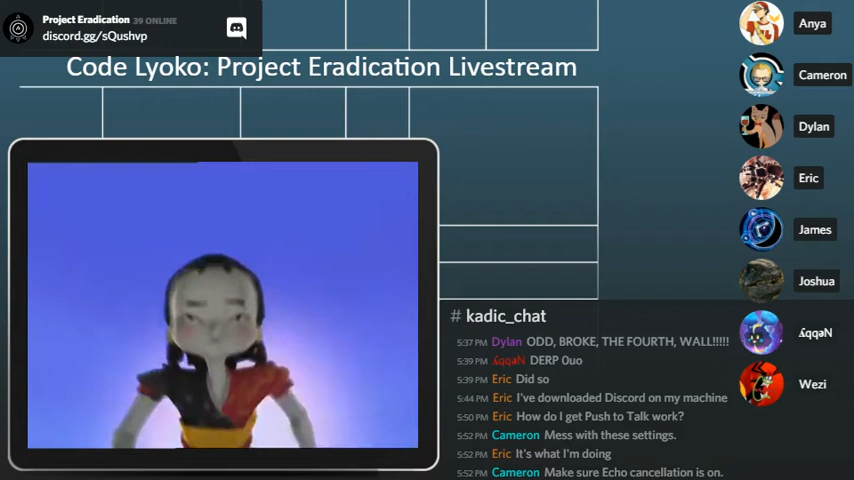 Project Eradication 39 ONLINE
discord.gg/sQushvp
Code Lyoko: Project Eradication Livestream
Anya
Cameron
Dylan
Eric
James
Joshua
ʎqqǝN
Wezi
# kadic_chat
5:37 PM Dylan ODD, BROKE, THE FOURTH, WALL!!!!!
5:39 PM ʎqqǝN DERP 0uo
5:39 PM Eric Did so
5:44 PM Eric I've downloaded Discord on my machine
5:50 PM Eric How do I get Push to Talk work?
5:52 PM Cameron Mess with these settings.
5:52 PM Eric It's what I'm doing
5:52 PM Cameron Make sure Echo cancellation is on.